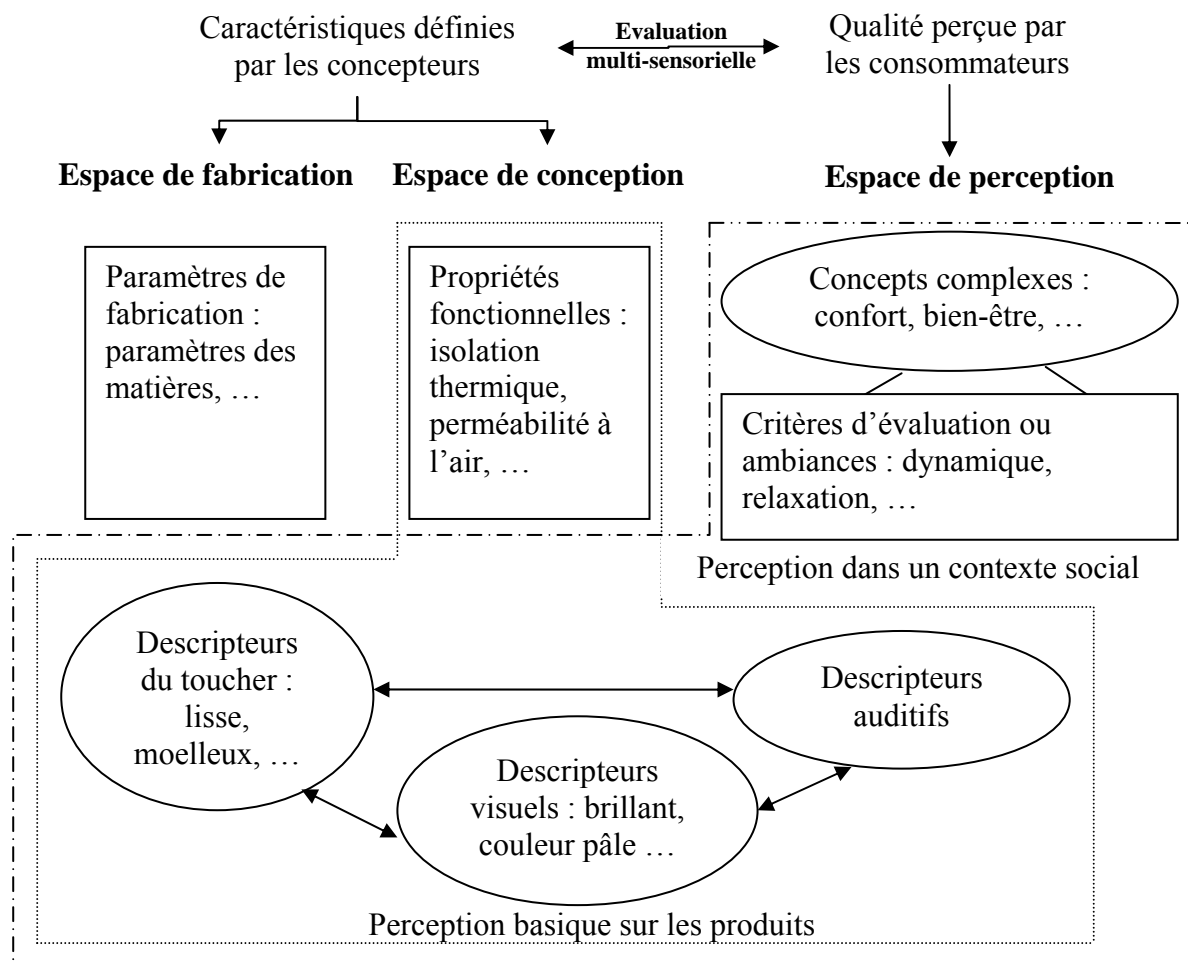 Caractéristiques définies
par les concepteurs
Evaluation
multi-sensorielle
Qualité perçue par
les consommateurs
Espace de fabrication
Espace de conception
Espace de perception
Paramètres de
fabrication :
paramètres des
matières, …
Propriétés
fonctionnelles :
isolation
thermique,
perméabilité à
l’air, …
Concepts complexes :
confort, bien-être, …
Critères d’évaluation ou
ambiances : dynamique,
relaxation, …
Perception dans un contexte social
Descripteurs
du toucher :
lisse,
moelleux, …
Descripteurs
auditifs
Descripteurs
visuels : brillant,
couleur pâle …
Perception basique sur les produits